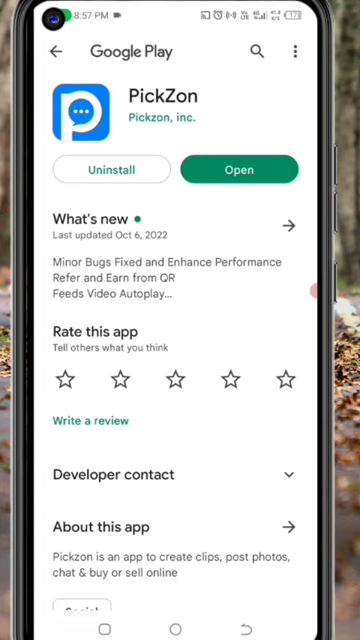 8:57 PM
Google Play
PickZon
Pickzon, inc.
Uninstall
Open
What's new
Last updated Oct 6, 2022
Minor Bugs Fixed and Enhance Performance
Refer and Earn from QR
Feeds Video Autoplay...
Rate this app
Tell others what you think
Write a review
Developer contact
About this app
Pickzon is an app to create clips, post photos,
chat & buy or sell online
Social